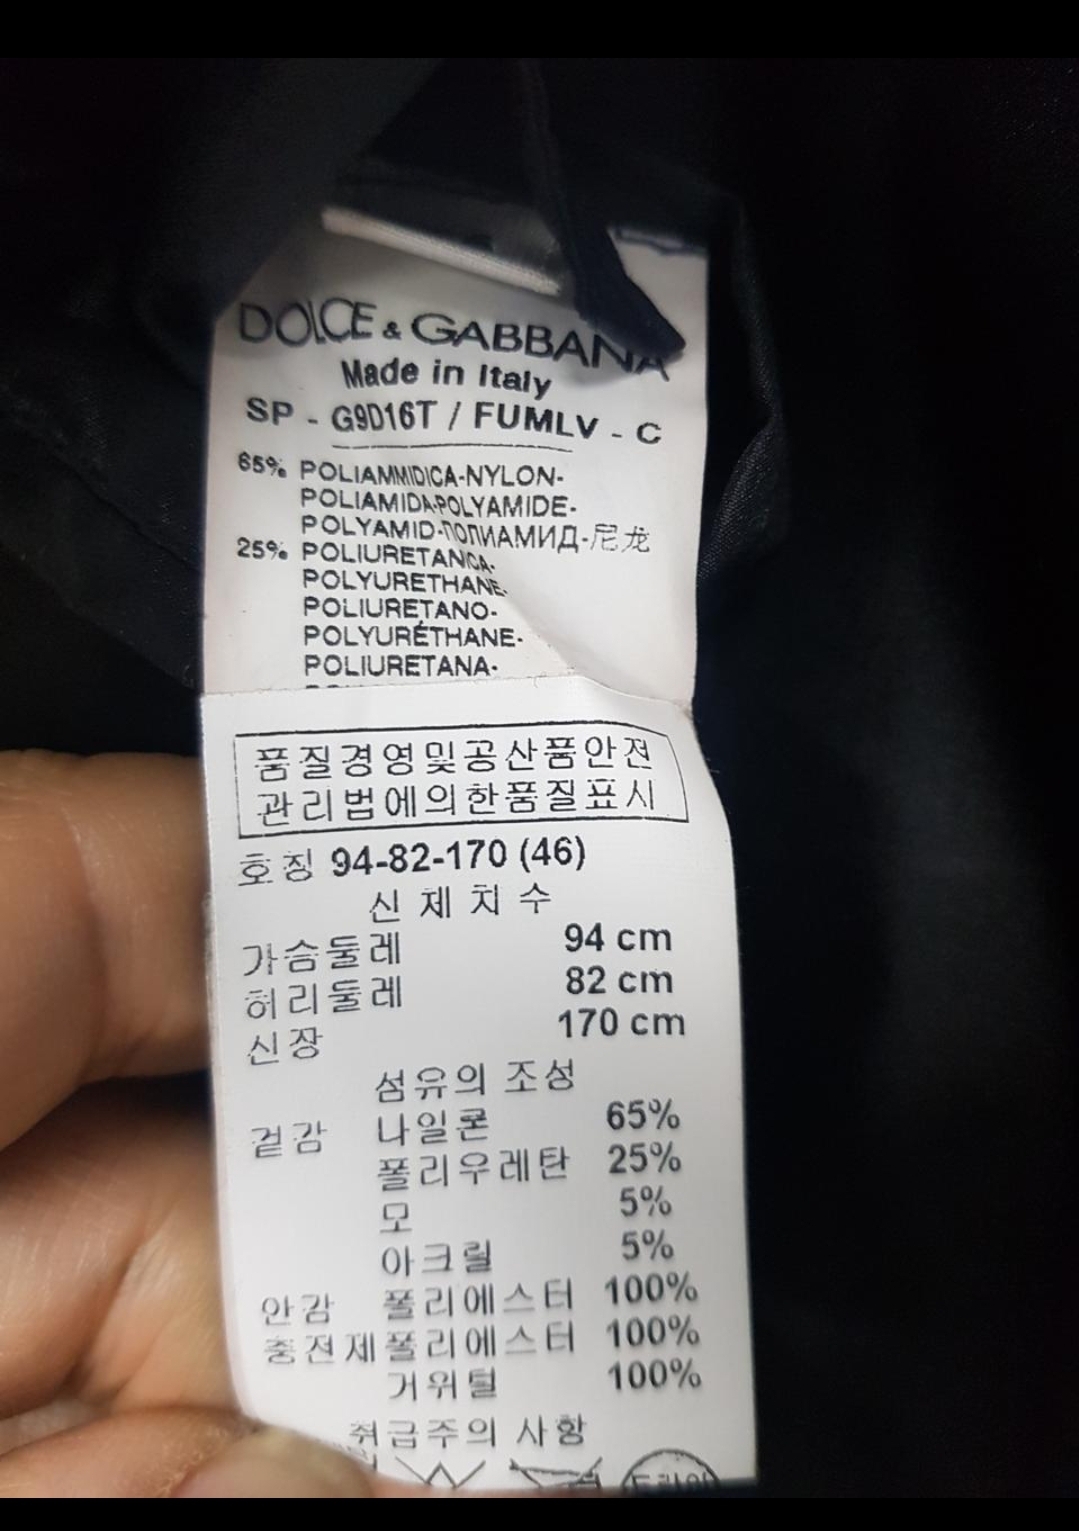 DOLCE & GABBANA
Made in Italy
SP - G9D16T / FUMLV - C
65% POLIAMMIDICA-NYLON-
POLIAMIDA-POLYAMIDE-
POLYAMID-ПОЛИАМИД-尼龙
25% POLIURETANICA-
POLYURETHANE-
POLIURETANO-
POLYURÉTHANE-
POLIURETANA-
품질경영및공산품안전
관리법에의한품질표시
호칭 94-82-170 (46)
신체치수
가슴둘레 94 cm
허리둘레 82 cm
신장 170 cm
섬유의 조성
겉감 나일론 65%
폴리우레탄 25%
모 5%
아크릴 5%
안감 폴리에스터 100%
충전제폴리에스터 100%
거위털 100%
취급주의 사항